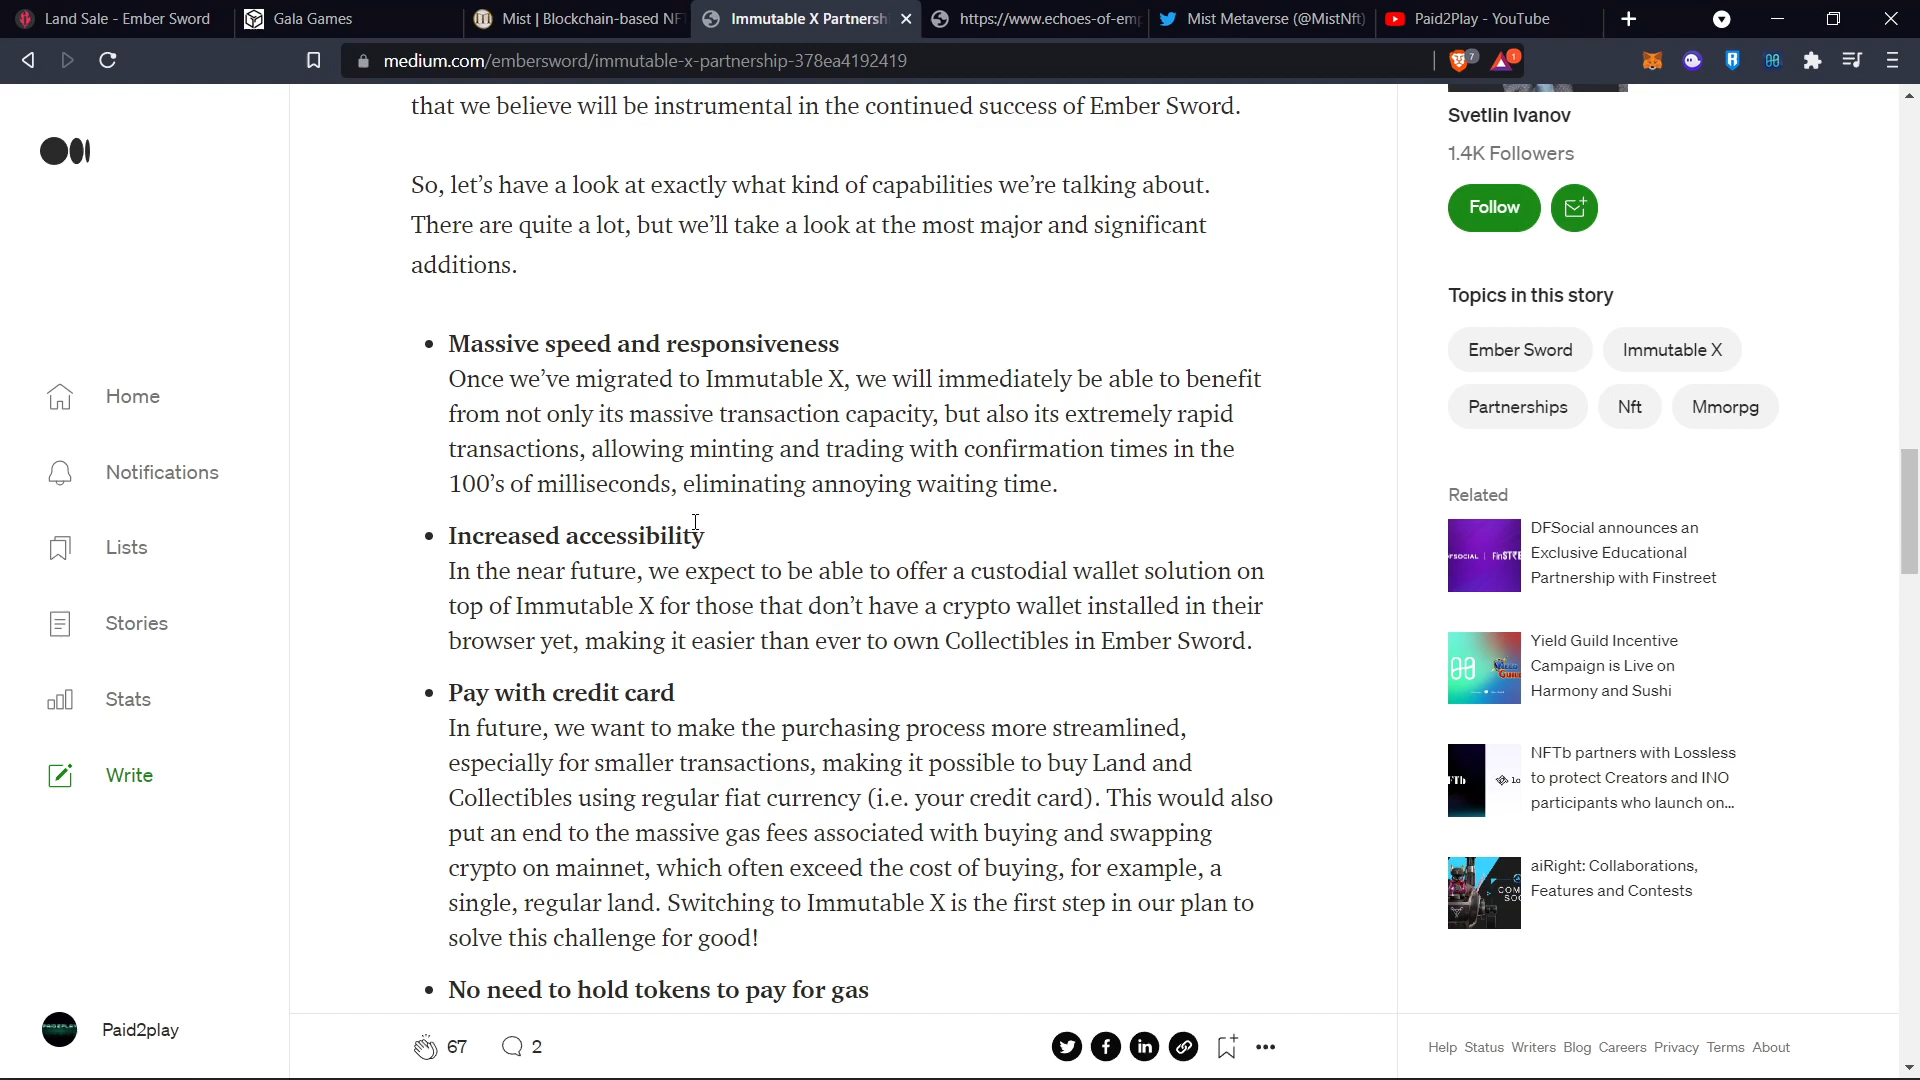 Land Sale - Ember Sword
Gala Games
Mist | Blockchain-based NF
Immutable X Partnersh
https://www.echoes-of-emp
Mist Metaverse (@MistNft)
Paid2Play - YouTube
medium.com/embersword/immutable-x-partnership-378ea4192419
7
1
that we believe will be instrumental in the continued success of Ember Sword.
So, let's have a look at exactly what kind of capabilities we're talking about.
There are quite a lot, but we'll take a look at the most major and significant
additions.
• Massive speed and responsiveness
Once we've migrated to Immutable X, we will immediately be able to benefit
from not only its massive transaction capacity, but also its extremely rapid
transactions, allowing minting and trading with confirmation times in the
100's of milliseconds, eliminating annoying waiting time.
• Increased accessibility
In the near future, we expect to be able to offer a custodial wallet solution on
top of Immutable X for those that don't have a crypto wallet installed in their
browser yet, making it easier than ever to own Collectibles in Ember Sword.
• Pay with credit card
In future, we want to make the purchasing process more streamlined,
especially for smaller transactions, making it possible to buy Land and
Collectibles using regular fiat currency (i.e. your credit card). This would also
put an end to the massive gas fees associated with buying and swapping
crypto on mainnet, which often exceed the cost of buying, for example, a
single, regular land. Switching to Immutable X is the first step in our plan to
solve this challenge for good!
• No need to hold tokens to pay for gas
67
2
Home
Notifications
Lists
Stories
Stats
Write
Paid2play
Svetlin Ivanov
1.4K Followers
Follow
Topics in this story
Ember Sword
Immutable X
Partnerships
Nft
Mmorpg
Related
DFSocial announces an
Exclusive Educational
Partnership with Finstreet
Yield Guild Incentive
Campaign is Live on
Harmony and Sushi
NFTb partners with Lossless
to protect Creators and INO
participants who launch on...
aiRight: Collaborations,
Features and Contests
Help Status Writers Blog Careers Privacy Terms About